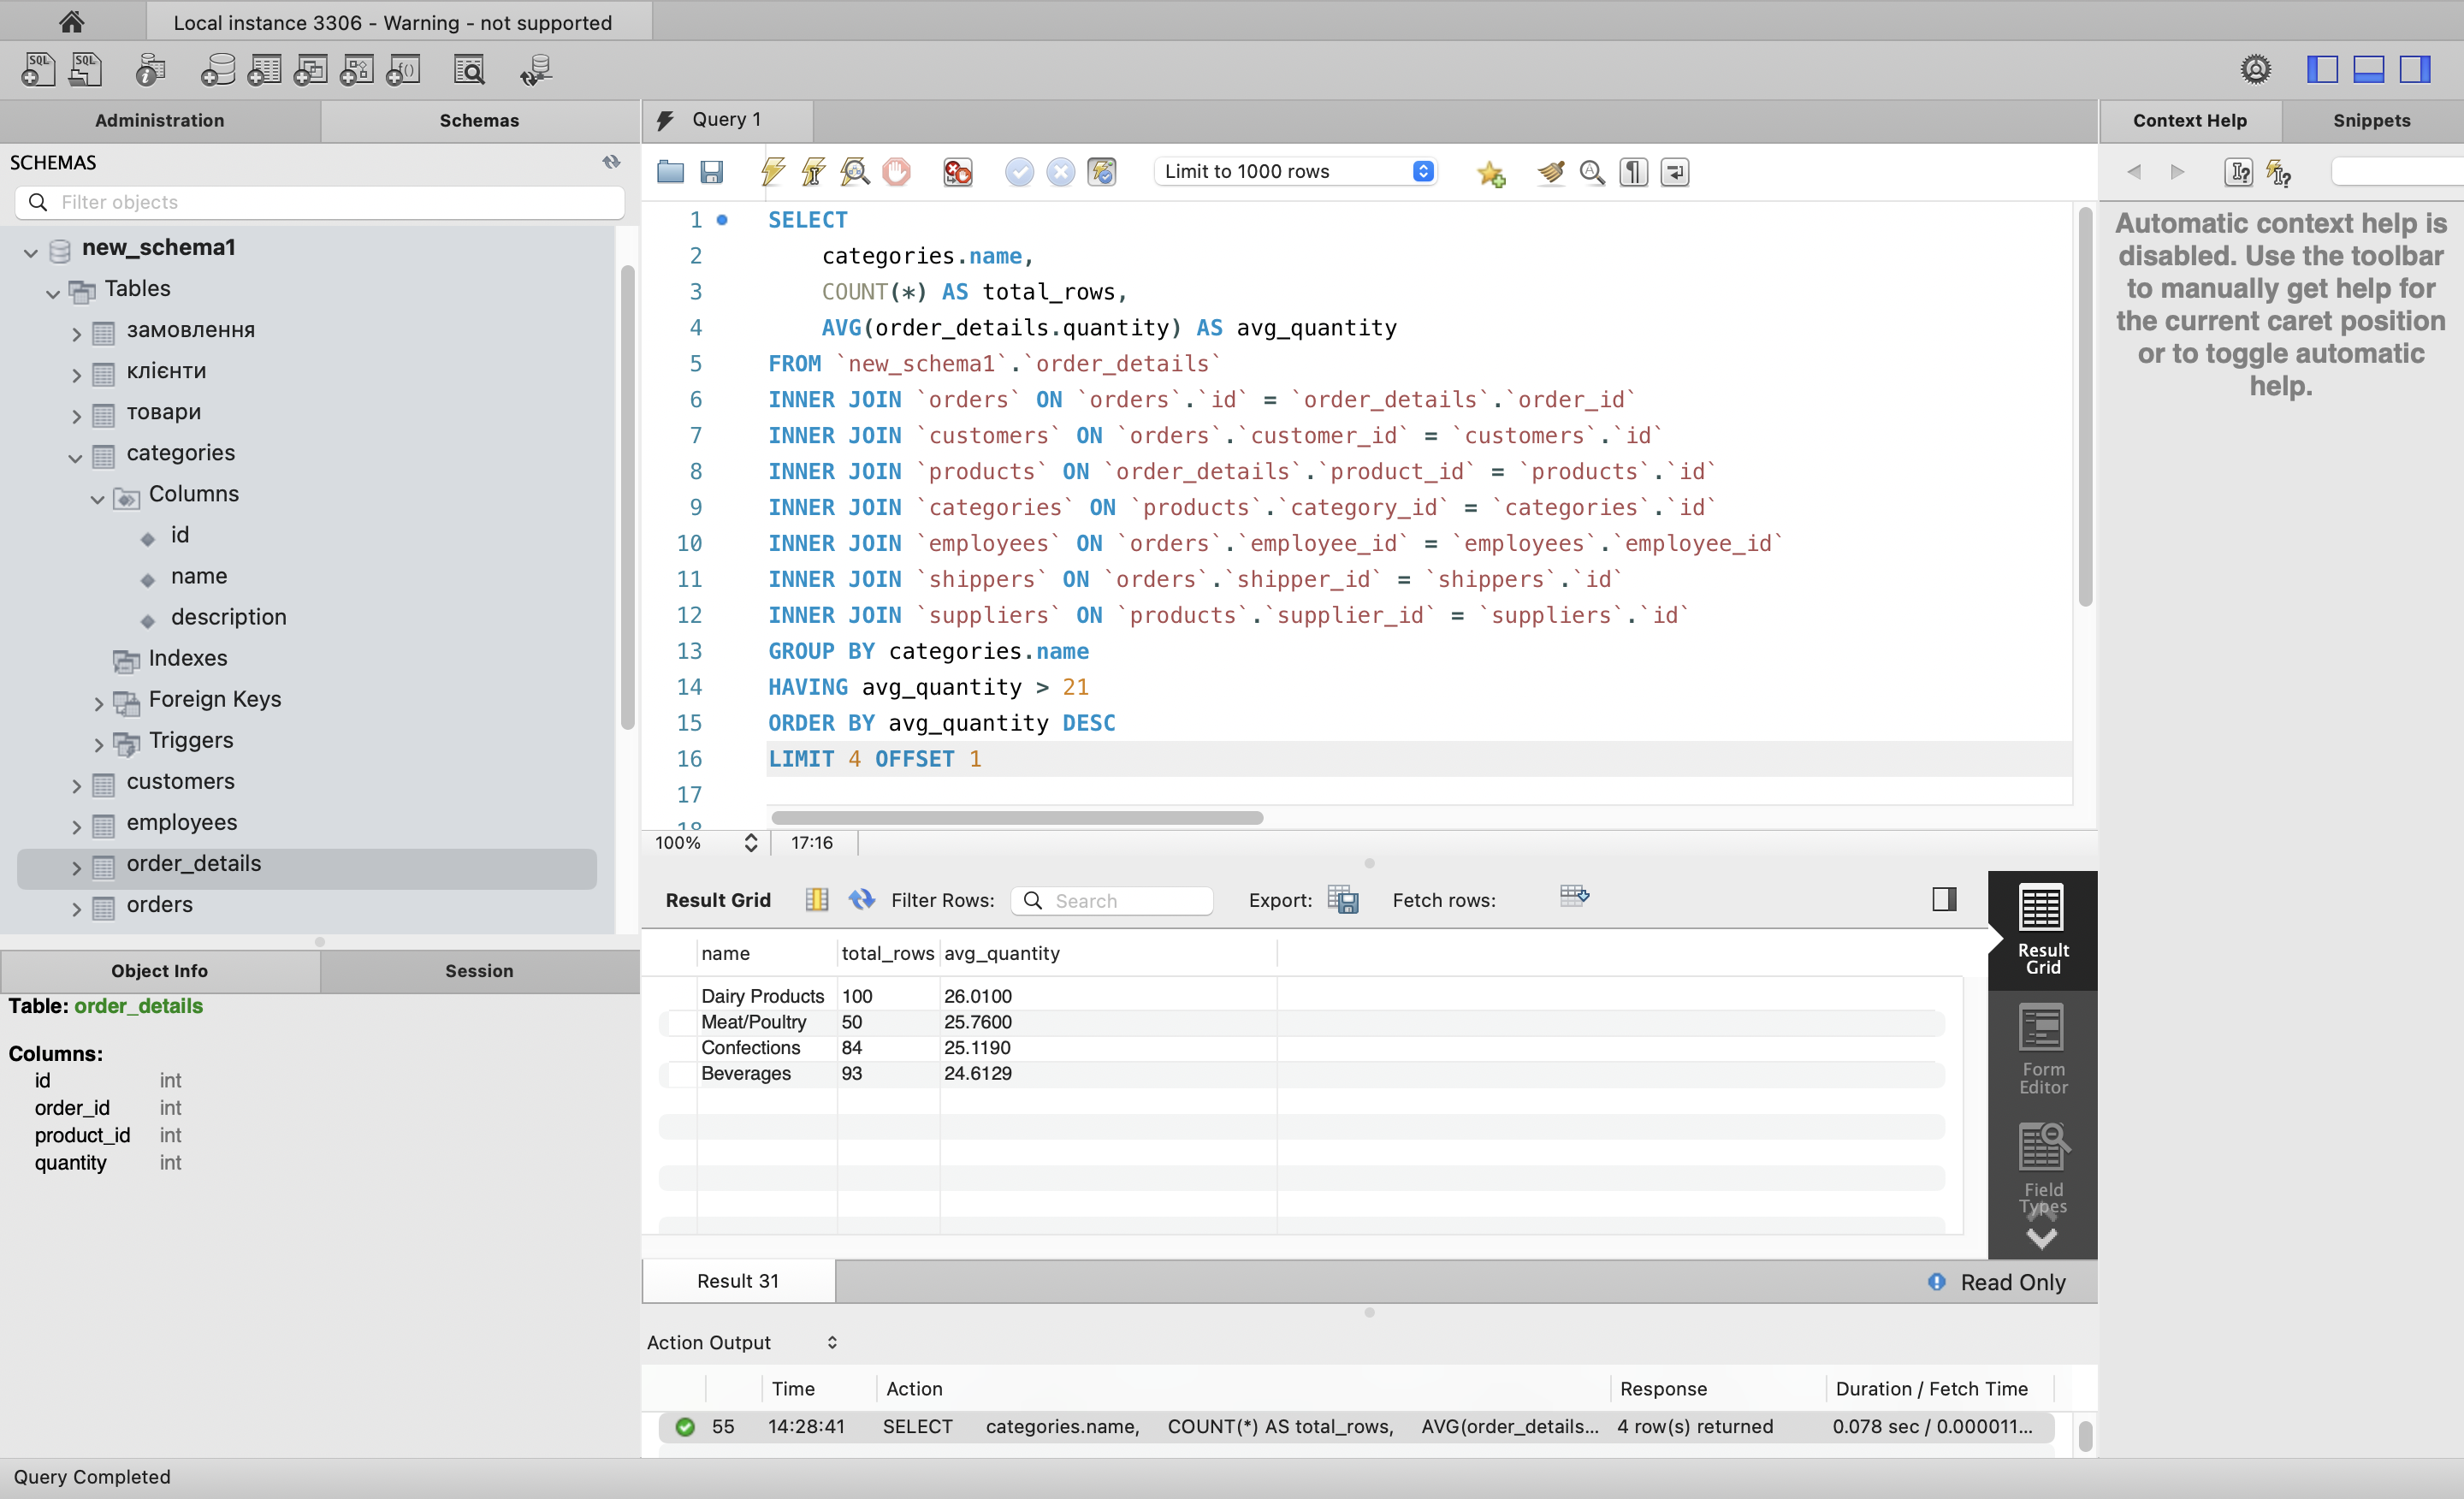 Local instance 3306 - Warning - not supported
Administration
Schemas
SCHEMAS
Filter objects
new_schema1
Tables
замовлення
клієнти
товари
categories
Columns
id
name
description
Indexes
Foreign Keys
Triggers
customers
employees
order_details
orders
Object Info
Session
Table: order_details
Columns:
id int
order_id int
product_id int
quantity int
Query 1
Limit to 1000 rows
1 SELECT
2 categories.name,
3 COUNT(*) AS total_rows,
4 AVG(order_details.quantity) AS avg_quantity
5 FROM `new_schema1`.`order_details`
6 INNER JOIN `orders` ON `orders`.`id` = `order_details`.`order_id`
7 INNER JOIN `customers` ON `orders`.`customer_id` = `customers`.`id`
8 INNER JOIN `products` ON `order_details`.`product_id` = `products`.`id`
9 INNER JOIN `categories` ON `products`.`category_id` = `categories`.`id`
10 INNER JOIN `employees` ON `orders`.`employee_id` = `employees`.`employee_id`
11 INNER JOIN `shippers` ON `orders`.`shipper_id` = `shippers`.`id`
12 INNER JOIN `suppliers` ON `products`.`supplier_id` = `suppliers`.`id`
13 GROUP BY categories.name
14 HAVING avg_quantity > 21
15 ORDER BY avg_quantity DESC
16 LIMIT 4 OFFSET 1
17
18
100% 17:16
Result Grid Filter Rows: Search Export: Fetch rows:
name total_rows avg_quantity
Dairy Products 100 26.0100
Meat/Poultry 50 25.7600
Confections 84 25.1190
Beverages 93 24.6129
Result
Grid
Form
Editor
Field
Types
Result 31
Read Only
Action Output
Time Action Response Duration / Fetch Time
55 14:28:41 SELECT categories.name, COUNT(*) AS total_rows, AVG(order_details... 4 row(s) returned 0.078 sec / 0.000011...
Context Help
Snippets
Automatic context help is
disabled. Use the toolbar
to manually get help for
the current caret position
or to toggle automatic
help.
Query Completed